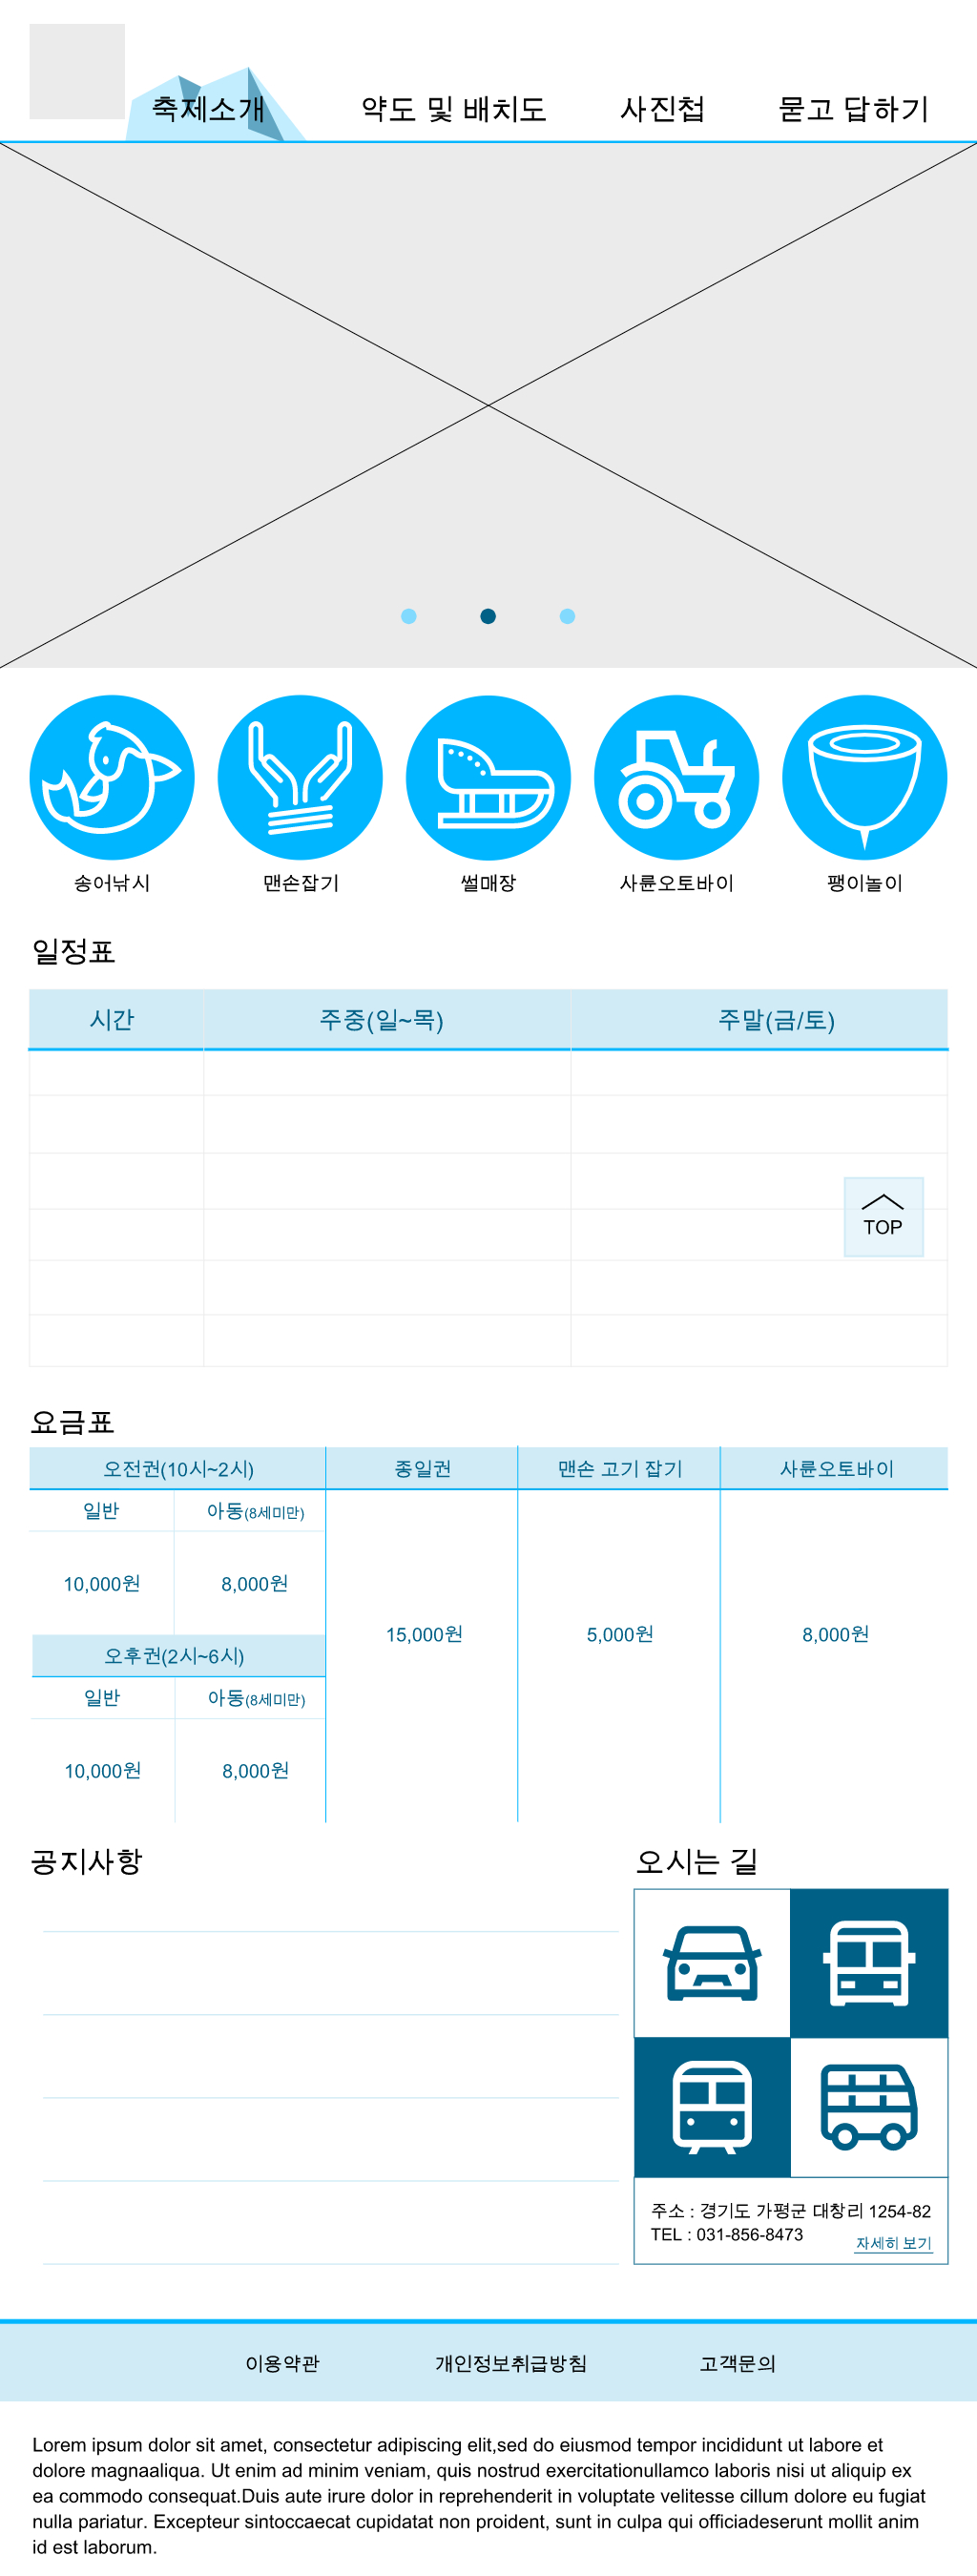 축제소개 약도 및 배치도 사진첩 묻고 답하기
송어낚시 맨손잡기 썰매장 사륜오토바이 팽이놀이
일정표
시간 주중(일~목) 주말(금/토)
TOP
요금표
오전권(10시~2시) 종일권 맨손 고기 잡기 사륜오토바이
일반 아동(8세미만)
10,000원 8,000원
15,000원 5,000원 8,000원
오후권(2시~6시)
일반 아동(8세미만)
10,000원 8,000원
공지사항
오시는 길
주소 : 경기도 가평군 대창리 1254-82
TEL : 031-856-8473
자세히 보기
이용약관 개인정보취급방침 고객문의
Lorem ipsum dolor sit amet, consectetur adipiscing elit,sed do eiusmod tempor incididunt ut labore et
dolore magnaaliqua. Ut enim ad minim veniam, quis nostrud exercitationullamco laboris nisi ut aliquip ex
ea commodo consequat.Duis aute irure dolor in reprehenderit in voluptate velitesse cillum dolore eu fugiat
nulla pariatur. Excepteur sintoccaecat cupidatat non proident, sunt in culpa qui officiadeserunt mollit anim
id est laborum.